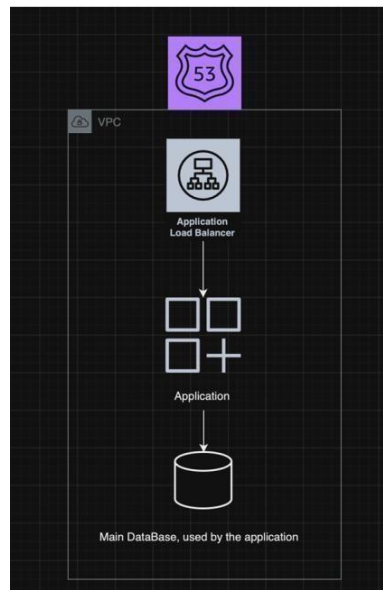 53
VPC
Application
Load Balancer
Application
Main DataBase, used by the application